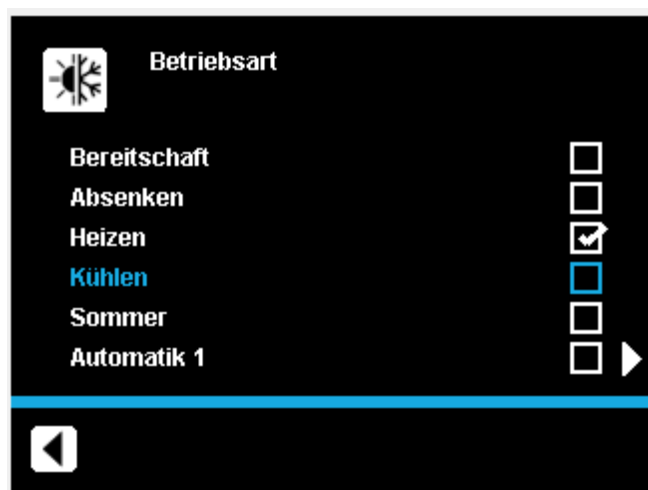 Betriebsart
Bereitschaft
Absenken
Heizen
Kühlen
Sommer
Automatik 1